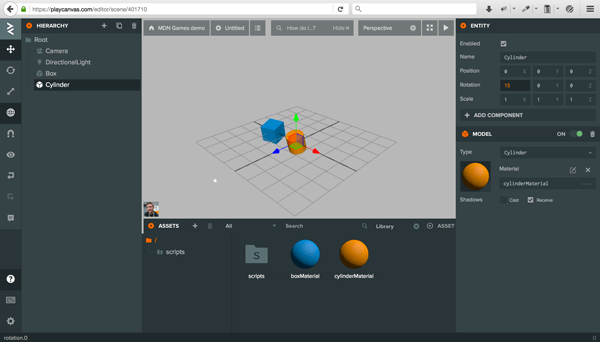 https://playcanvas.com/editor/scene/401710
HIERARCHY
Root
Camera
DirectionalLight
Box
Cylinder
MDN Games demo
Untitled
How do I...?
Hide
Perspective
ENTITY
Enabled
Name
Cylinder
Position
0 X 0 Y 0 Z
Rotation
15 0 Y 0 Z
Scale
1 X 1 Y 1 Z
ADD COMPONENT
MODEL
ON
Type
Cylinder
Material
cylinderMaterial
Shadows
Cast
Receive
ASSETS
All
Search
Library
ASSET
/
scripts
S
scripts
boxMaterial
cylinderMaterial
rotation.0
0